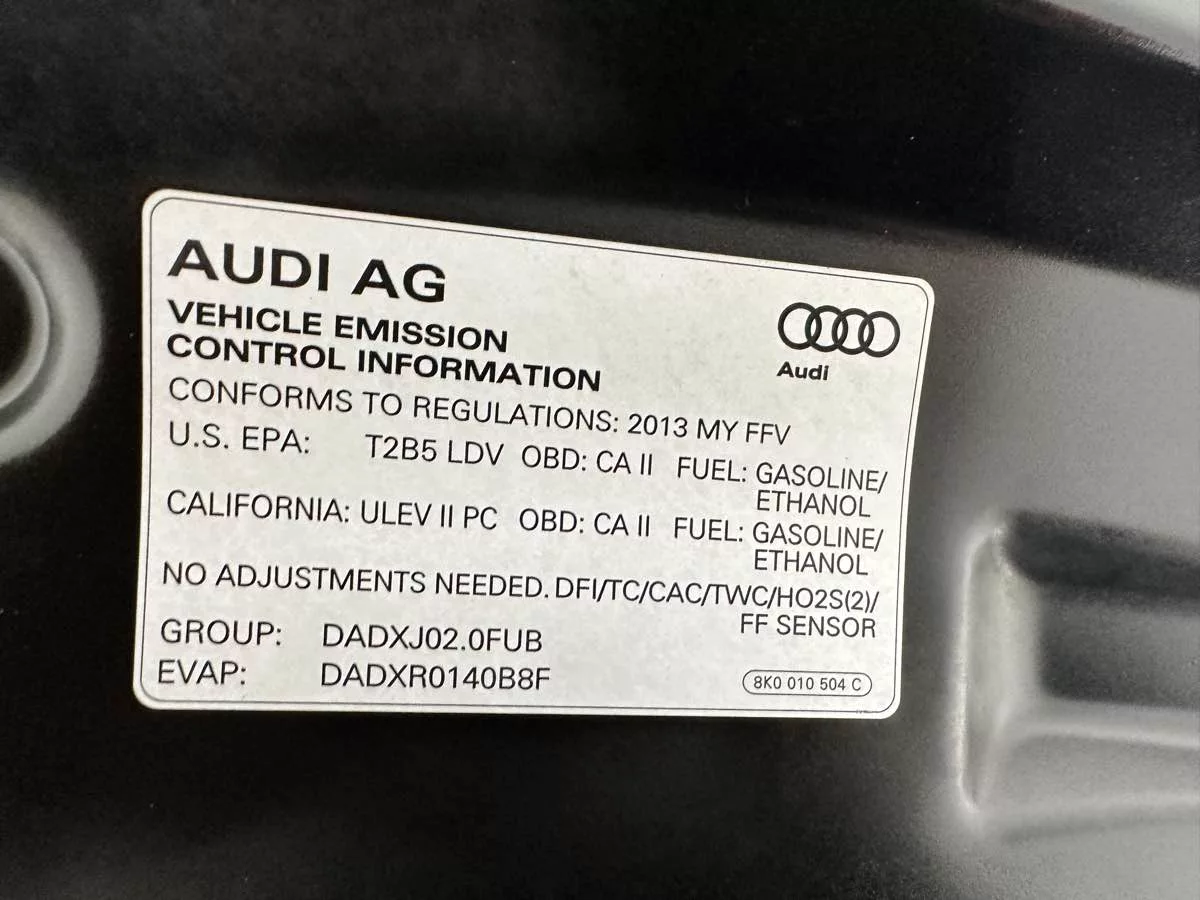 AUDI AG
VEHICLE EMISSION
CONTROL INFORMATION
Audi
CONFORMS TO REGULATIONS: 2013 MY FFV
U.S. EPA: T2B5 LDV OBD: CA II FUEL: GASOLINE/
ETHANOL
CALIFORNIA: ULEV II PC OBD: CA II FUEL: GASOLINE/
ETHANOL
NO ADJUSTMENTS NEEDED. DFI/TC/CAC/TWC/HO2S(2)/
FF SENSOR
GROUP: DADXJ02.0FUB
EVAP: DADXR0140B8F
8K0 010 504 C